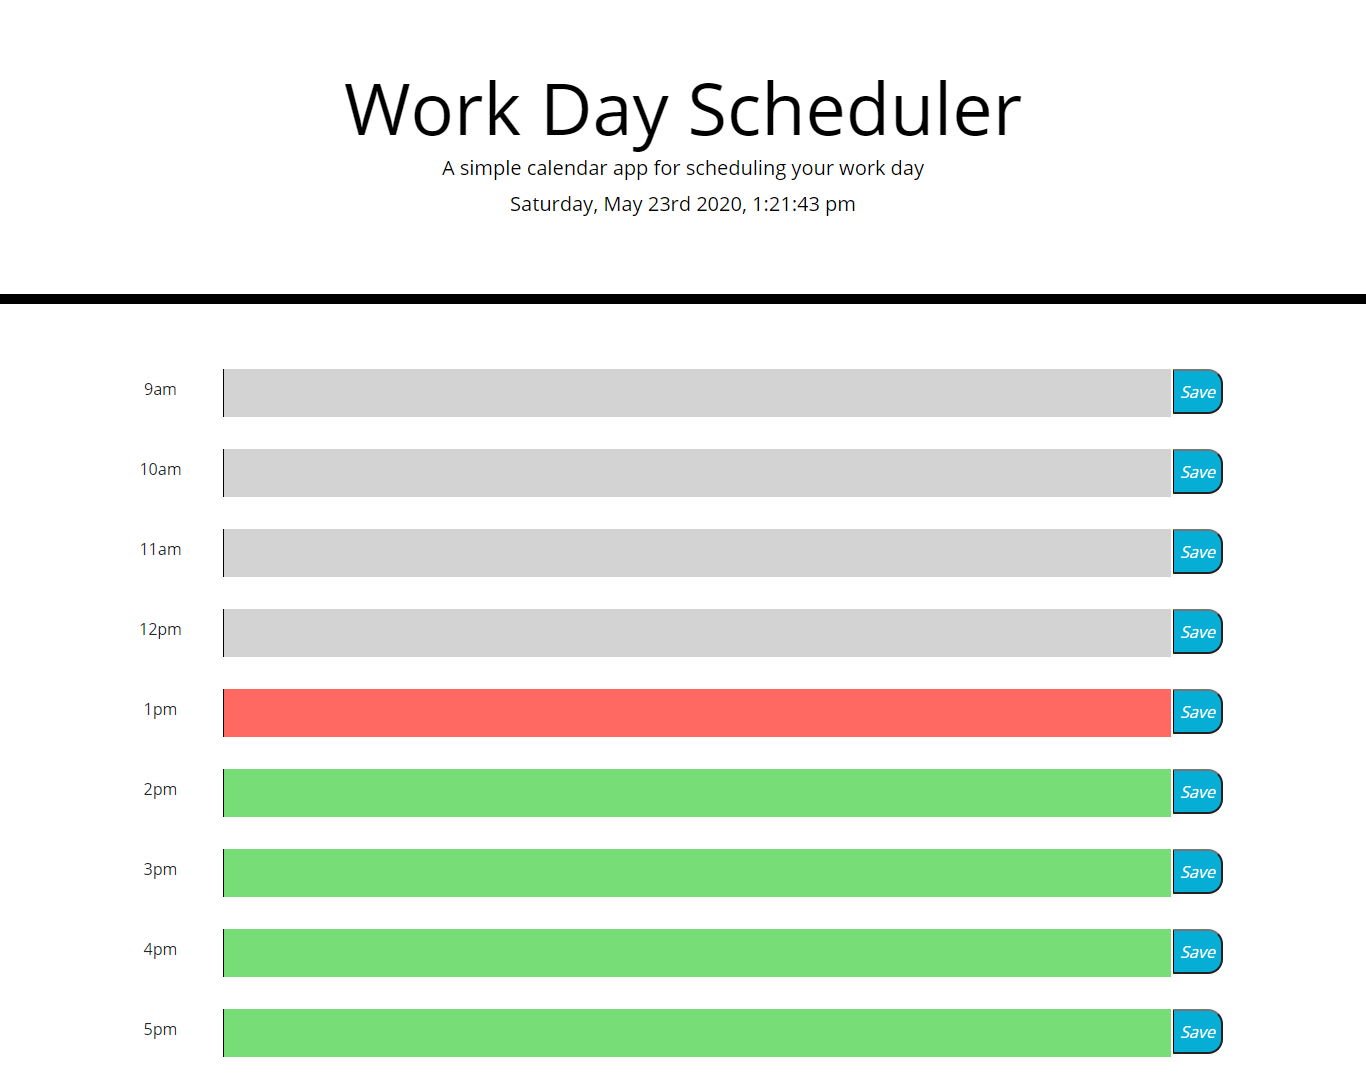 Work Day Scheduler
A simple calendar app for scheduling your work day
Saturday, May 23rd 2020, 1:21:43 pm
9am Save
10am Save
11am Save
12pm Save
1pm Save
2pm Save
3pm Save
4pm Save
5pm Save